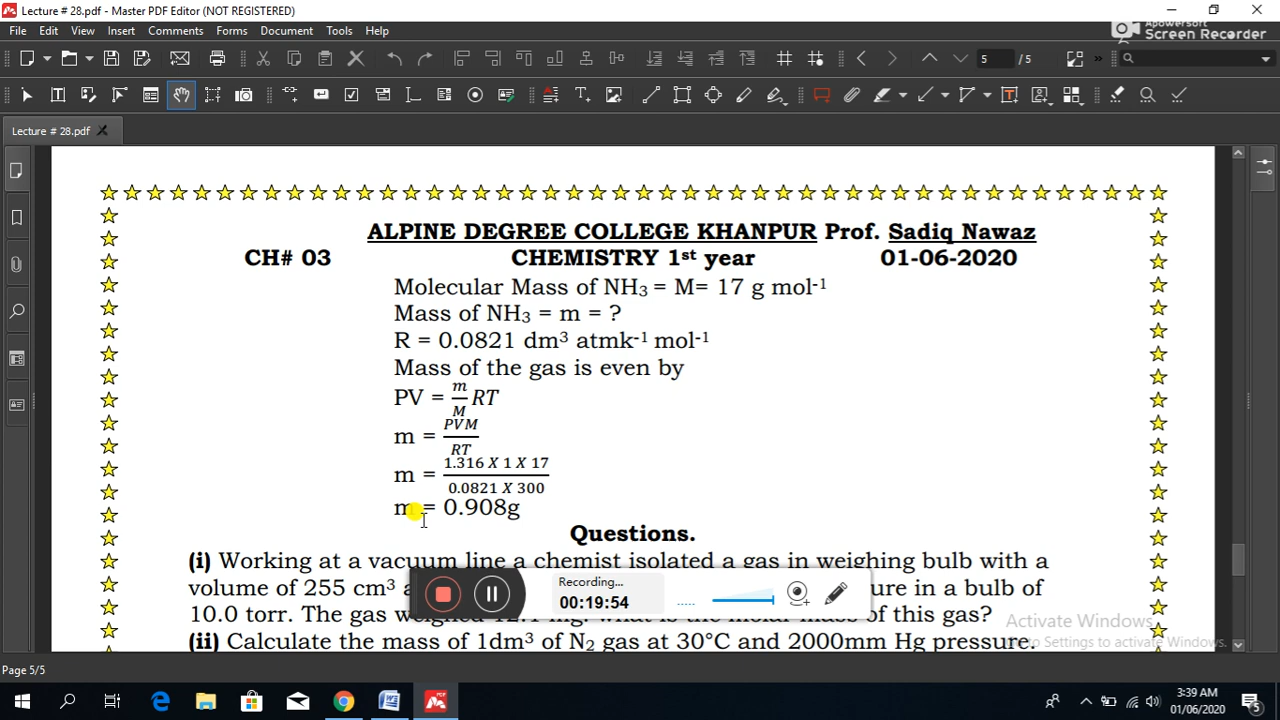 Lecture # 28.pdf - Master PDF Editor (NOT REGISTERED)
File Edit View Insert Comments Forms Document Tools Help
Apowersoft
Screen Recorder
5 / 5
Lecture # 28.pdf
ALPINE DEGREE COLLEGE KHANPUR Prof. Sadiq Nawaz
CH# 03 CHEMISTRY 1st year 01-06-2020
Molecular Mass of NH3 = M= 17 g mol-1
Mass of NH3 = m = ?
R = 0.0821 dm3 atmk-1 mol-1
Mass of the gas is even by
PV = m/M RT
m = PVM/RT
m = 1.316 X 1 X 17 / 0.0821 X 300
m = 0.908g
Questions.
(i) Working at a vacuum line a chemist isolated a gas in weighing bulb with a
volume of 255 cm3 in a bulb of
10.0 torr. The gas of this gas?
(ii) Calculate the mass of 1dm3 of N2 gas at 30°C and 2000mm Hg pressure.
Recording...
00:19:54
Activate Windows
Go to Settings to activate Windows.
Page 5/5
3:39 AM
01/06/2020
5